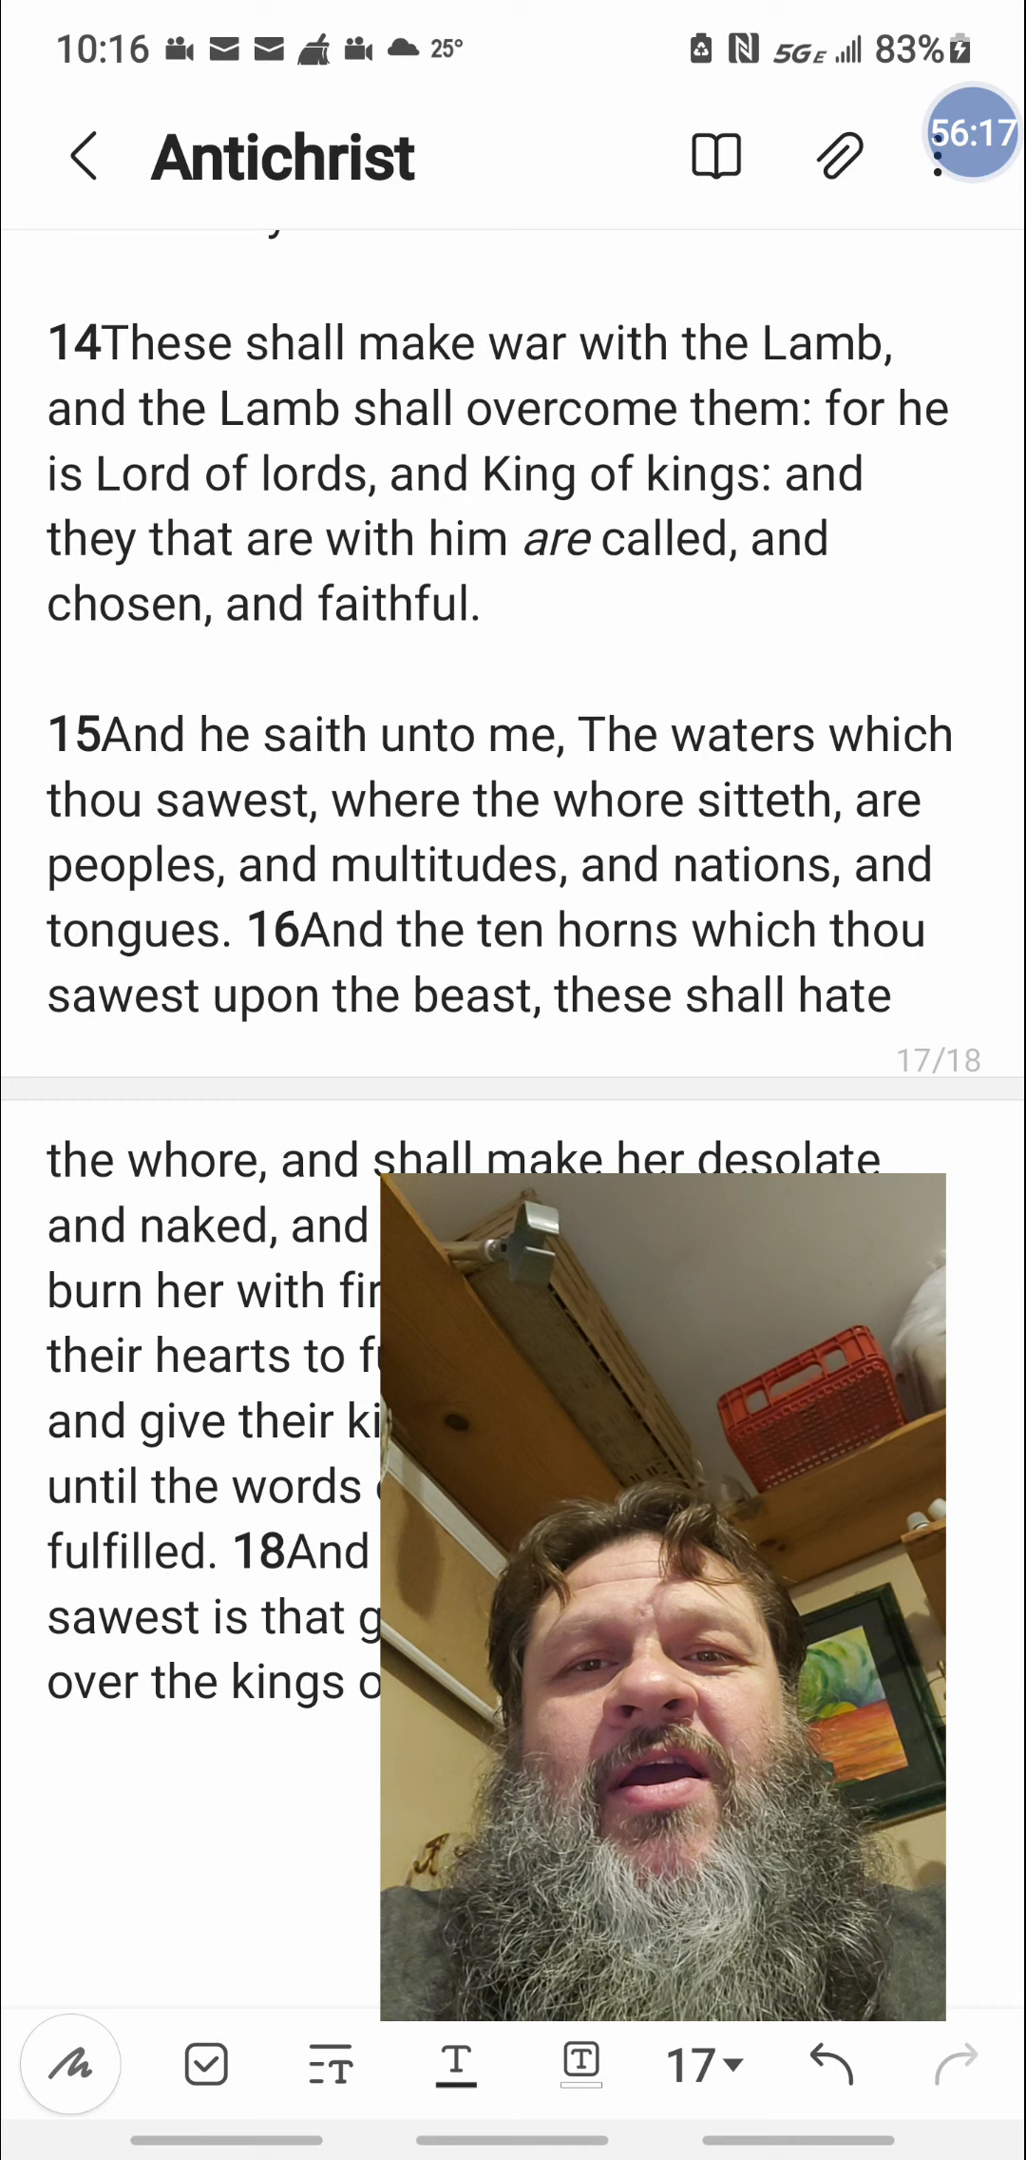 10:16 25° 5GE 83%
Antichrist 56:17
14These shall make war with the Lamb,
and the Lamb shall overcome them: for he
is Lord of lords, and King of kings: and
they that are with him are called, and
chosen, and faithful.
15And he saith unto me, The waters which
thou sawest, where the whore sitteth, are
peoples, and multitudes, and nations, and
tongues. 16And the ten horns which thou
sawest upon the beast, these shall hate
17/18
the whore, and shall make her desolate
and naked, and
burn her with
their hearts to
and give their
until the words
fulfilled. 18And
sawest is that
over the kings
17